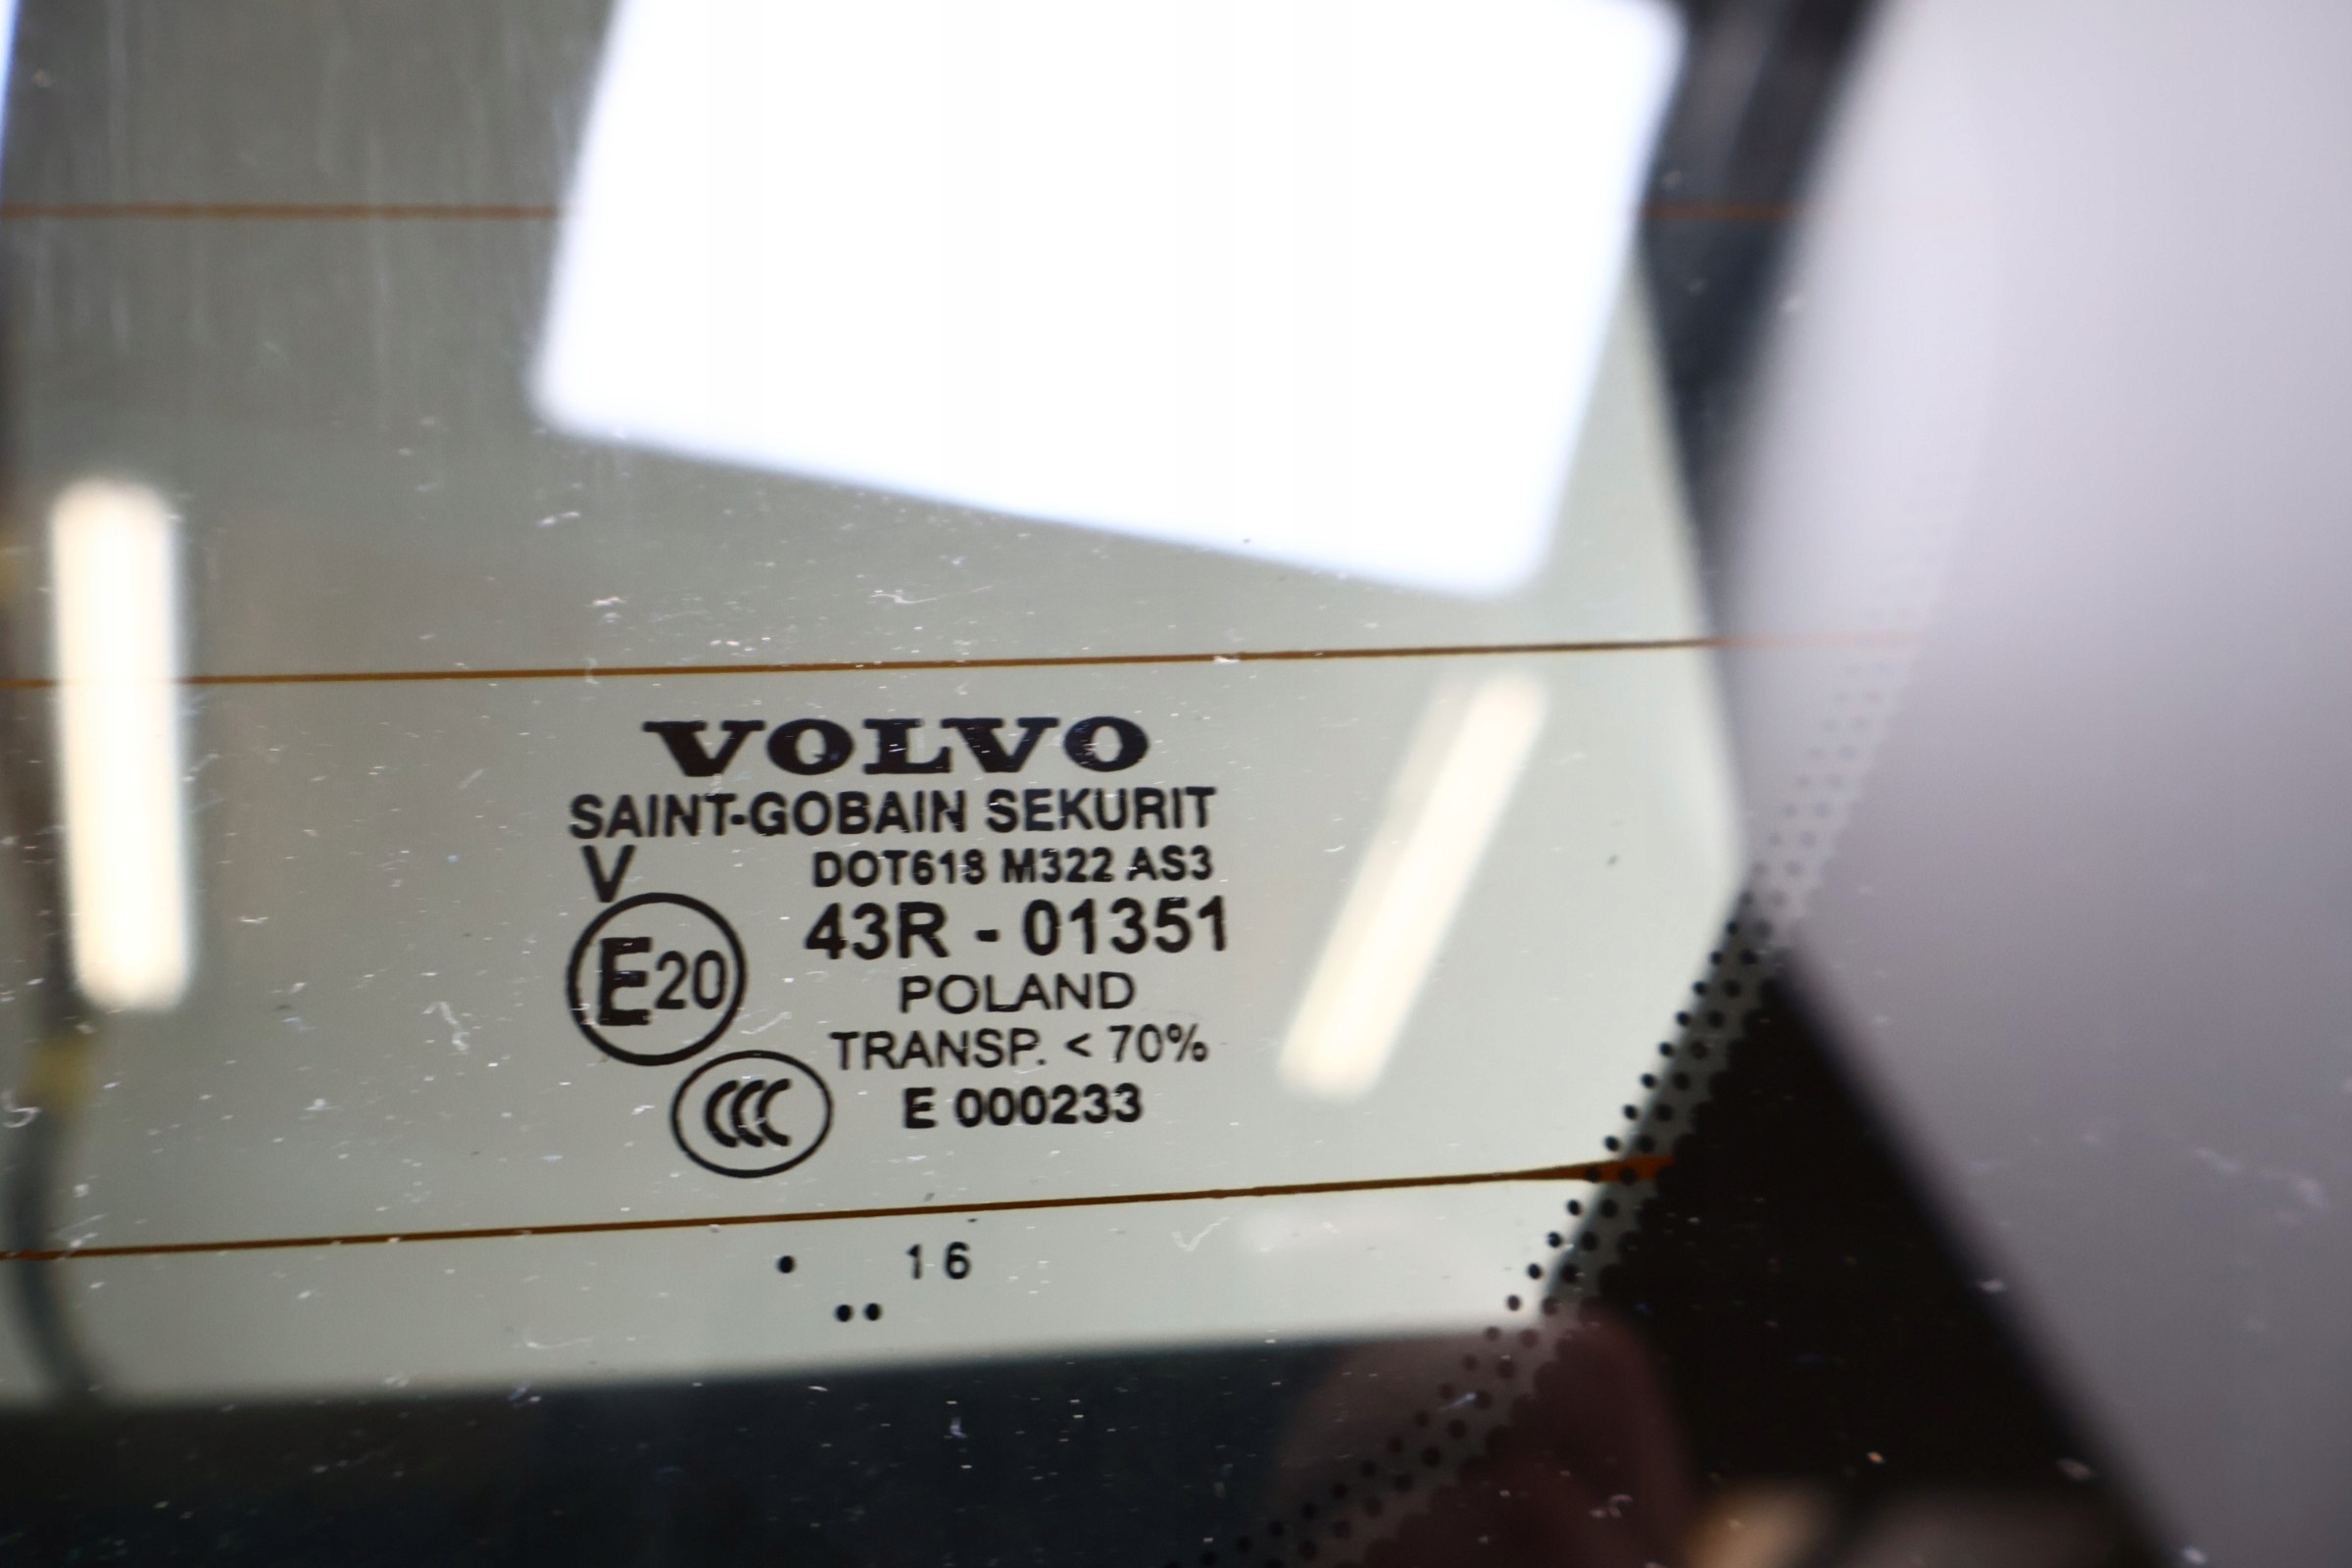 VOLVO
SAINT-GOBAIN SEKURIT
V DOT618 M322 AS3
43R - 01351
E20
POLAND
TRANSP. < 70%
CCC E 000233
16